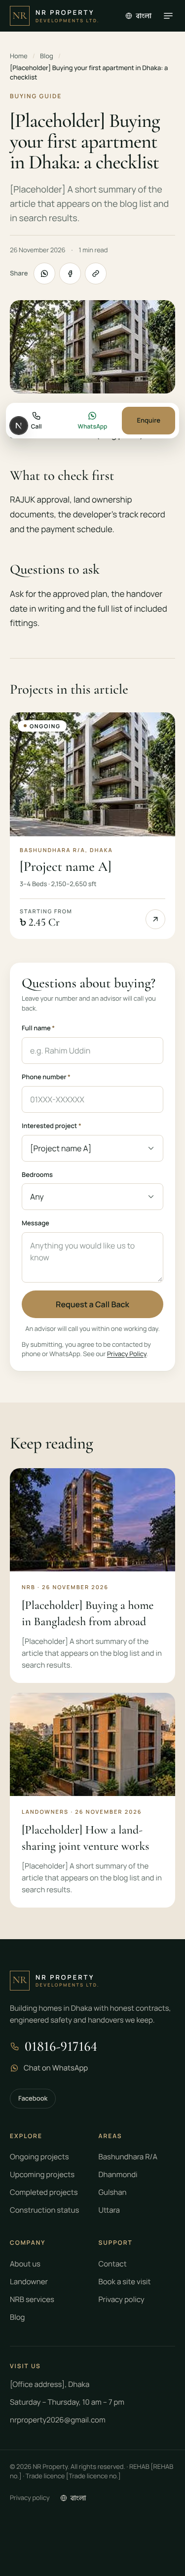 NR
NR PROPERTY
DEVELOPMENTS LTD.
বাংলা
Home / Blog /
[Placeholder] Buying your first apartment in Dhaka: a
checklist
BUYING GUIDE
[Placeholder] Buying
your first apartment
in Dhaka: a checklist
[Placeholder] A short summary of the
article that appears on the blog list and
in search results.
26 November 2026 · 1 min read
Share
N
Call
WhatsApp
Enquire
What to check first
RAJUK approval, land ownership
documents, the developer's track record
and the payment schedule.
Questions to ask
Ask for the approved plan, the handover
date in writing and the full list of included
fittings.
Projects in this article
ONGOING
BASHUNDHARA R/A, DHAKA
[Project name A]
3–4 Beds · 2,150–2,650 sft
STARTING FROM
৳ 2.45 Cr
Questions about buying?
Leave your number and an advisor will call you
back.
Full name *
e.g. Rahim Uddin
Phone number *
01XXX-XXXXXX
Interested project *
[Project name A]
Bedrooms
Any
Message
Anything you would like us to
know
Request a Call Back
An advisor will call you within one working day.
By submitting, you agree to be contacted by
phone or WhatsApp. See our Privacy Policy.
Keep reading
NRB · 26 NOVEMBER 2026
[Placeholder] Buying a home
in Bangladesh from abroad
[Placeholder] A short summary of the
article that appears on the blog list and in
search results.
LANDOWNERS · 26 NOVEMBER 2026
[Placeholder] How a land-
sharing joint venture works
[Placeholder] A short summary of the
article that appears on the blog list and in
search results.
NR
NR PROPERTY
DEVELOPMENTS LTD.
Building homes in Dhaka with honest contracts,
engineered safety and handovers we keep.
01816-917164
Chat on WhatsApp
Facebook
EXPLORE
Ongoing projects
Upcoming projects
Completed projects
Construction status
AREAS
Bashundhara R/A
Dhanmondi
Gulshan
Uttara
COMPANY
About us
Landowner
NRB services
Blog
SUPPORT
Contact
Book a site visit
Privacy policy
VISIT US
[Office address], Dhaka
Saturday – Thursday, 10 am – 7 pm
nrproperty2026@gmail.com
© 2026 NR Property. All rights reserved. · REHAB [REHAB
no.] · Trade licence [Trade licence no.]
Privacy policy
বাংলা